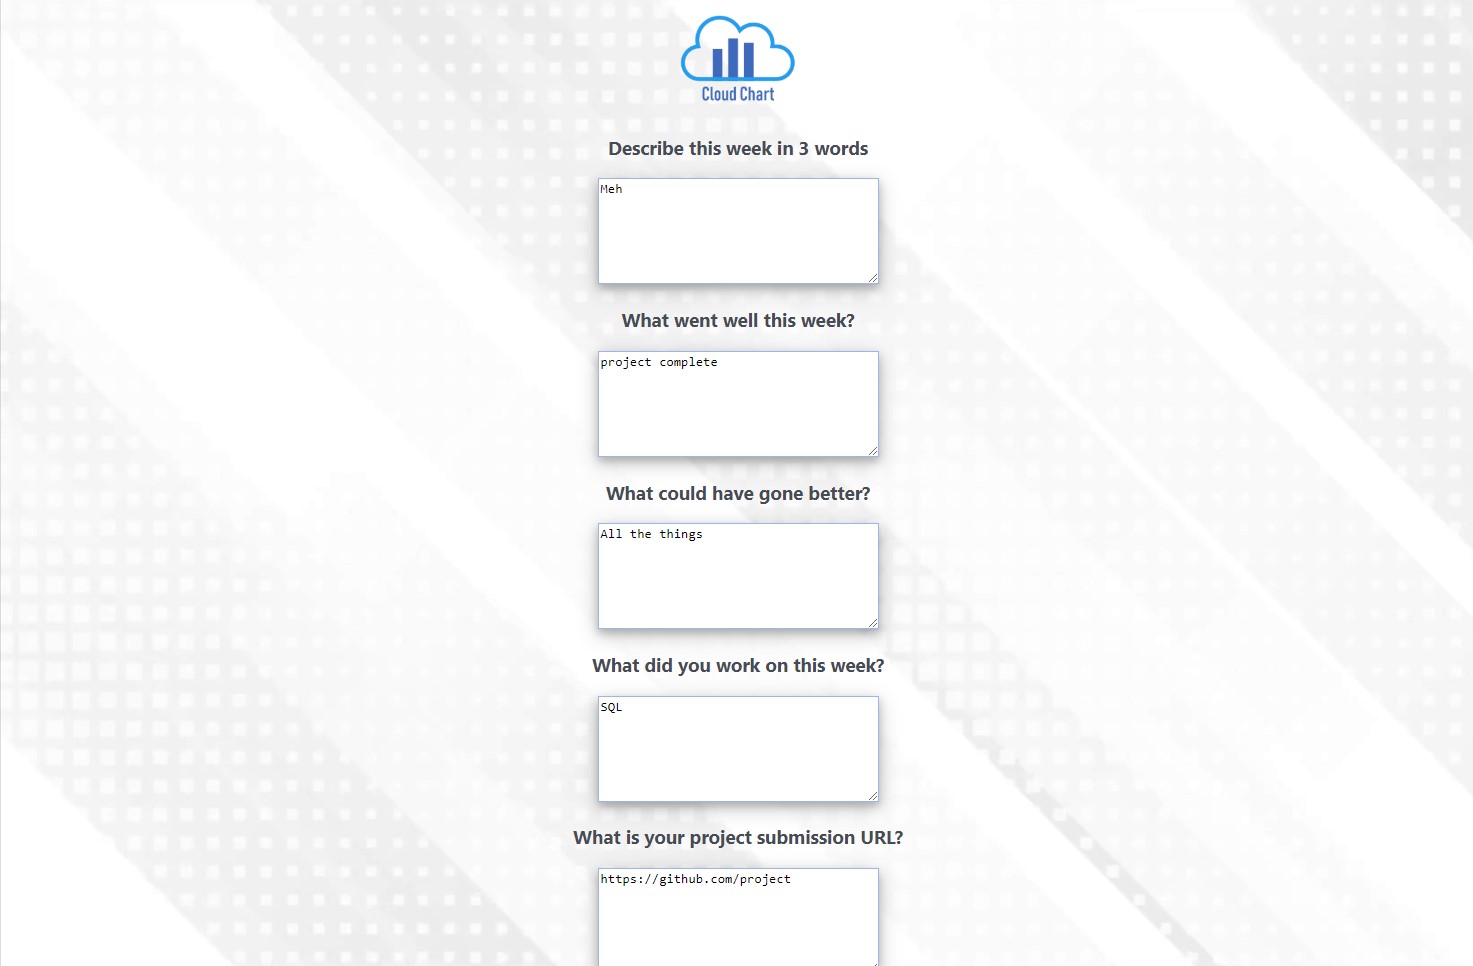 Cloud Chart
Describe this week in 3 words
Meh
What went well this week?
project complete
What could have gone better?
All the things
What did you work on this week?
SQL
What is your project submission URL?
https://github.com/project